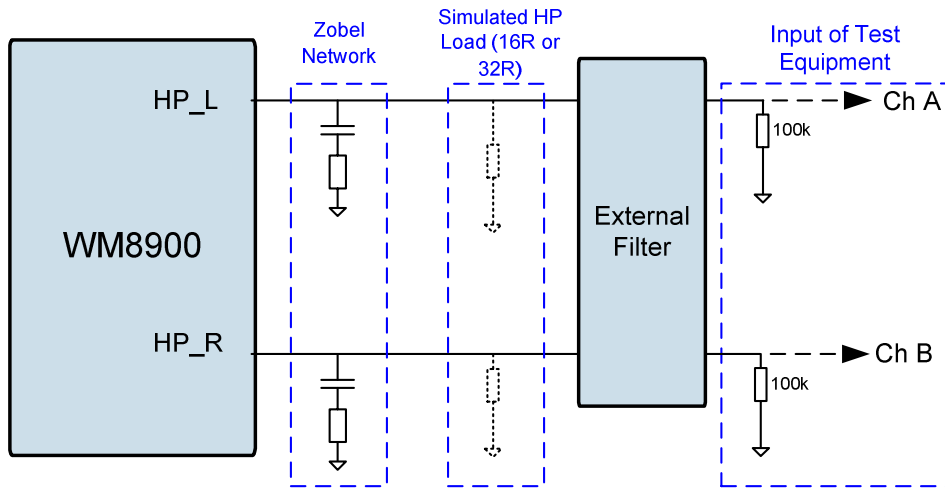 Zobel
Network
Simulated HP
Load (16R or
32R)
Input of Test
Equipment
HP_L
Ch A
100k
WM8900
External
Filter
HP_R
Ch B
100k